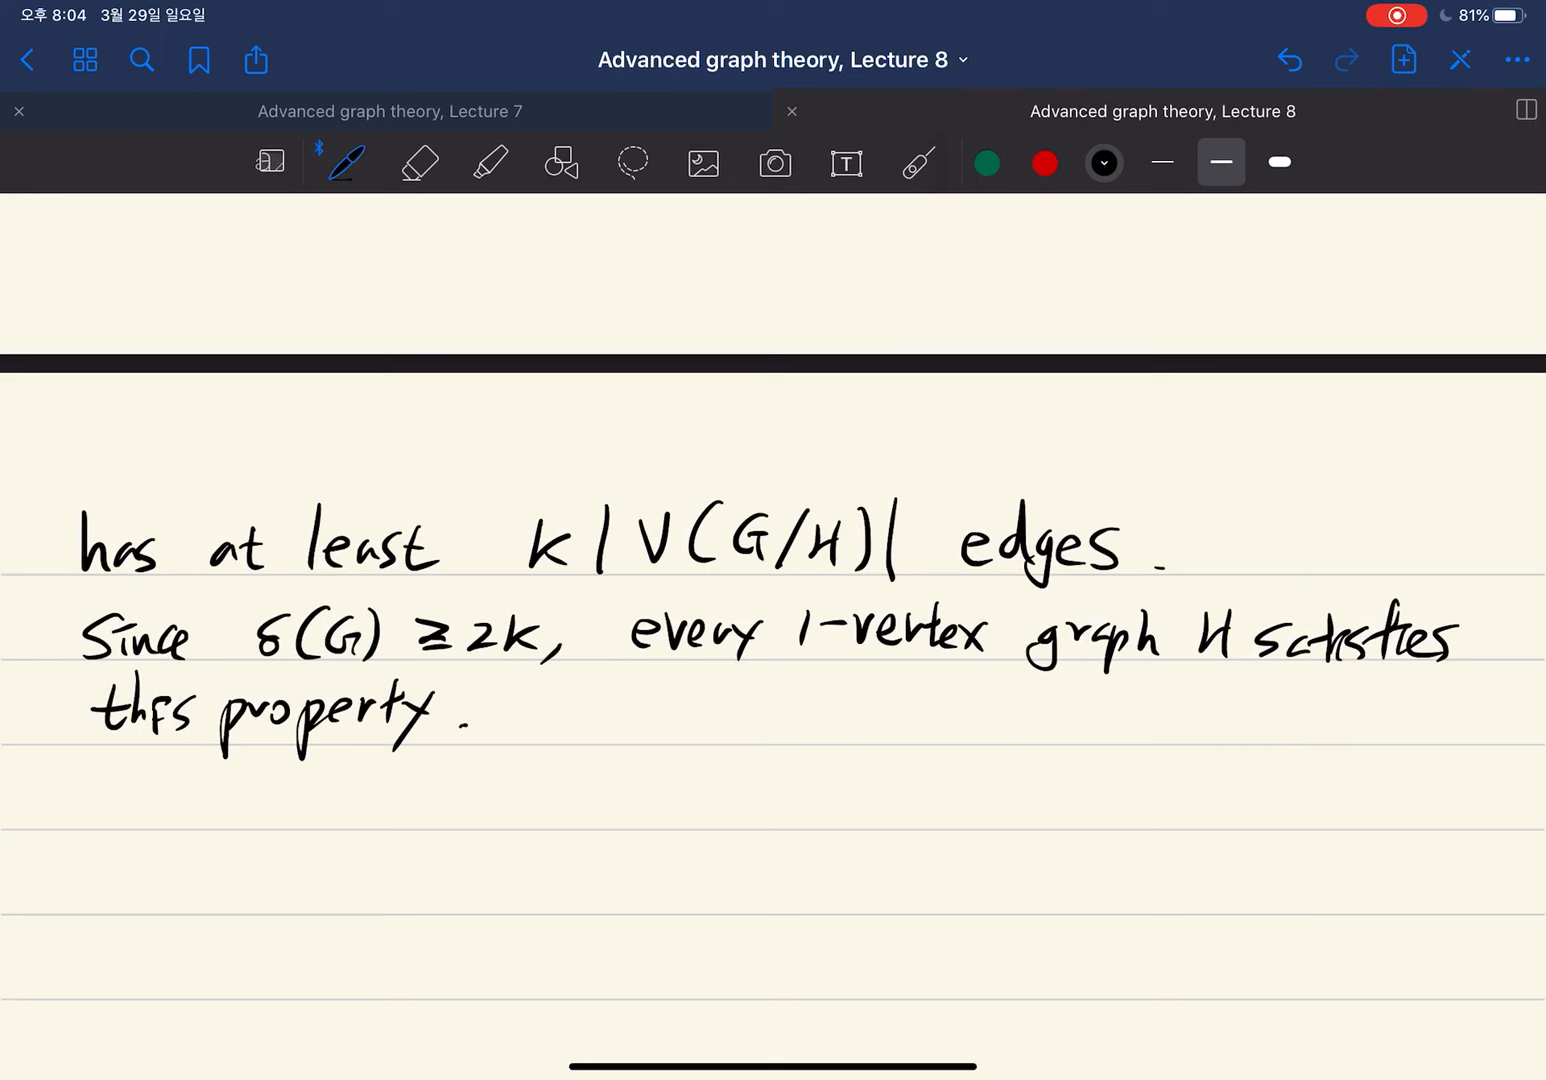 오후 8:04 3월 29일 일요일
81%
Advanced graph theory, Lecture 8
Advanced graph theory, Lecture 7
Advanced graph theory, Lecture 8
has at least k |V(G/H)| edges.
Since δ(G) ≥ 2k, every 1-vertex graph H satisfies
this property.